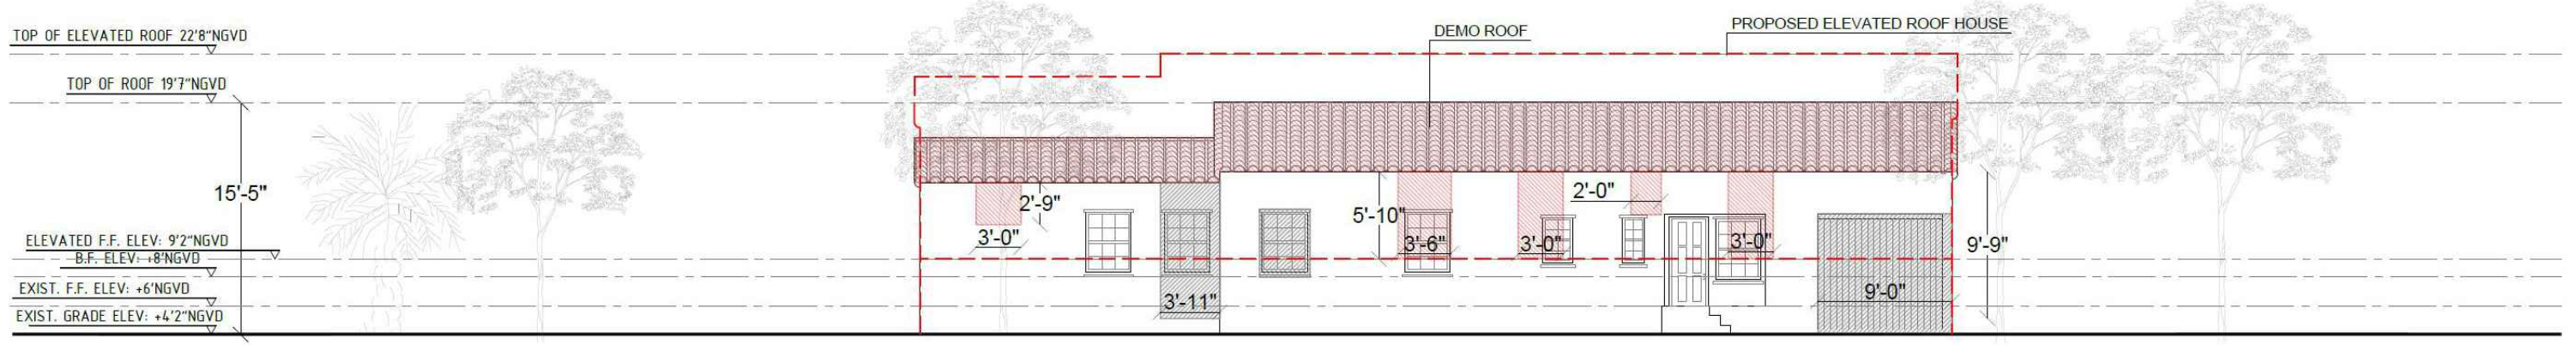 TOP OF ELEVATED ROOF 22'8"NGVD
TOP OF ROOF 19'7"NGVD
15'-5"
ELEVATED F.F. ELEV: 9'2"NGVD
B.F. ELEV: +8'NGVD
EXIST. F.F. ELEV: +6'NGVD
EXIST. GRADE ELEV: +4'2"NGVD
DEMO ROOF
PROPOSED ELEVATED ROOF HOUSE
2'-9"
3'-0"
3'-11"
5'-10"
3'-6"
3'-0"
2'-0"
3'-0"
9'-0"
9'-9"